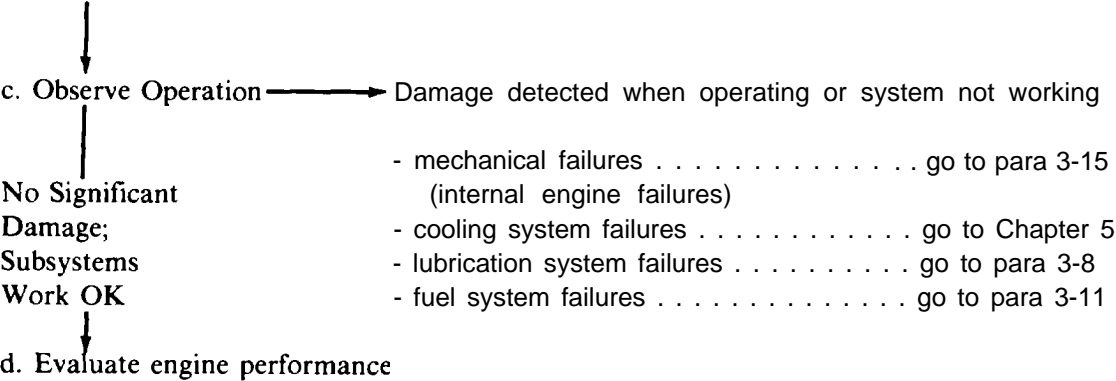 c. Observe Operation
Damage detected when operating or system not working
No Significant
Damage;
Subsystems
Work OK
- mechanical failures . . . . . . . . . . . . . . . go to para 3-15
(internal engine failures)
- cooling system failures . . . . . . . . . . . . . go to Chapter 5
- lubrication system failures . . . . . . . . . . go to para 3-8
- fuel system failures . . . . . . . . . . . . . . . go to para 3-11
d. Evaluate engine performance